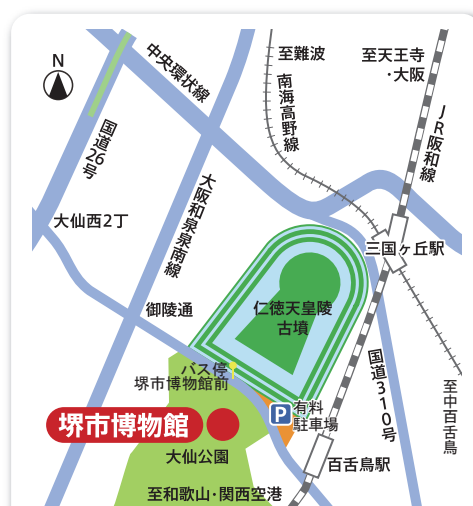 N
中央環状線
至難波
至天王寺
・大阪
南海高野線
JR阪和線
国道26号
大阪和泉泉南線
大仙西2丁
三国ヶ丘駅
御陵通
仁徳天皇陵
古墳
バス停
堺市博物館前
国道310号
至中百舌鳥
P
有料
駐車場
堺市博物館
大仙公園
百舌鳥駅
至和歌山・関西空港